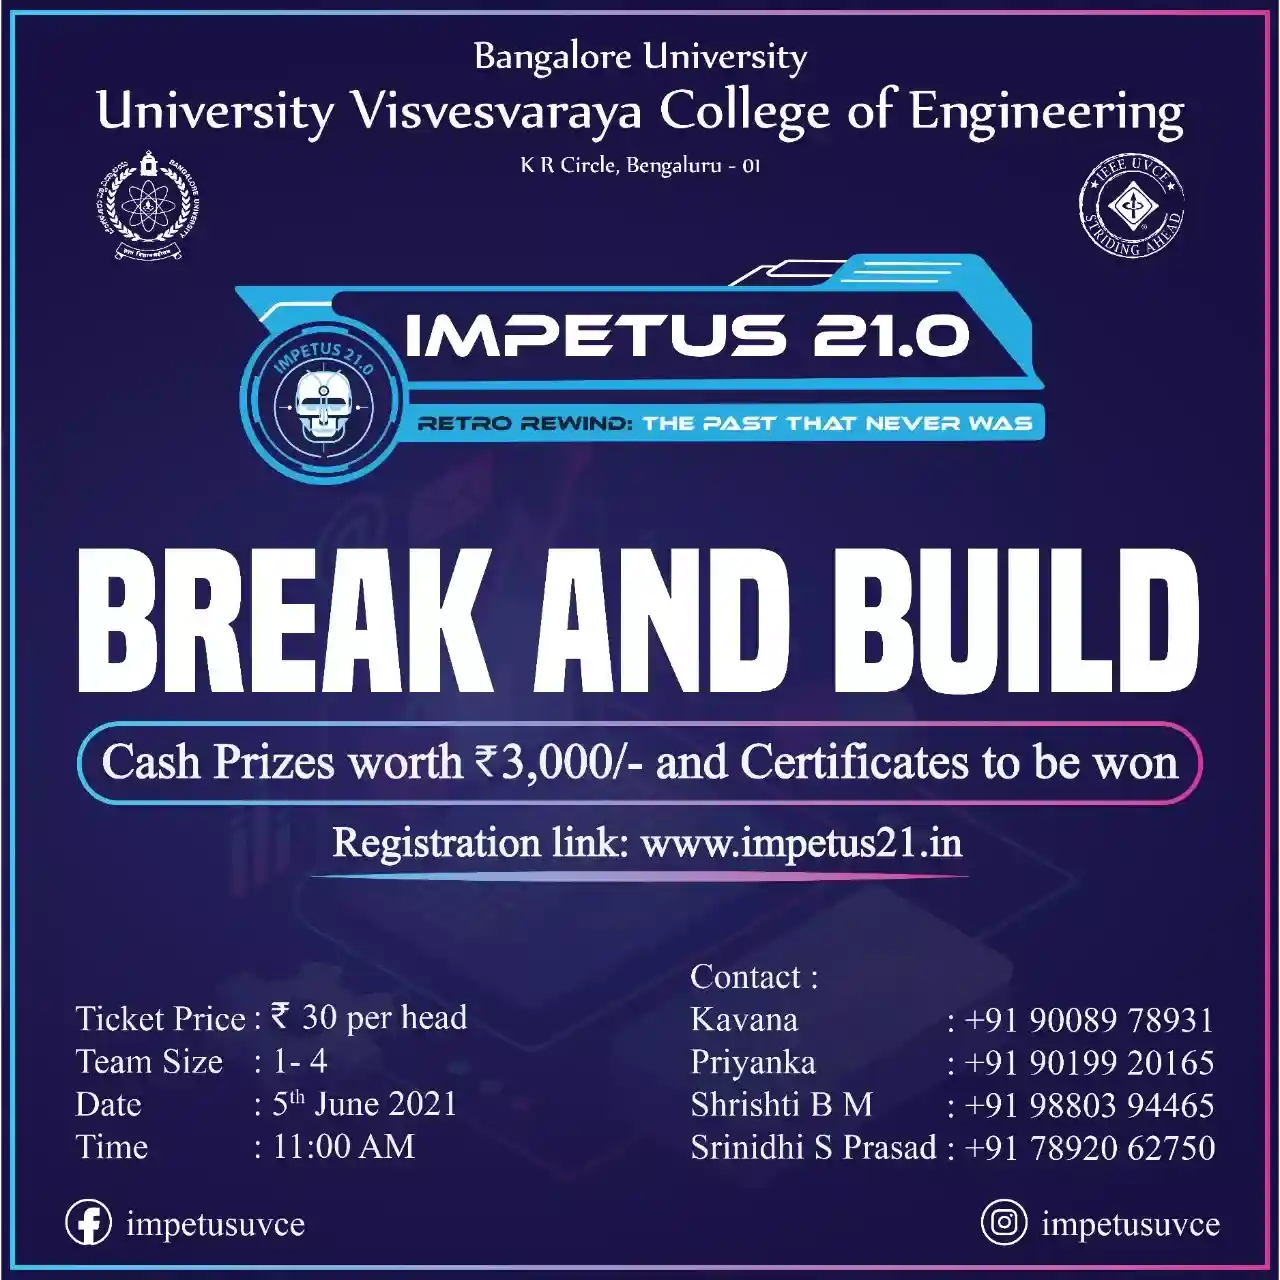 Bangalore University
University Visvesvaraya College of Engineering
K R Circle, Bengaluru - 01
BANGALORE UNIVERSITY
IEEE UVCE
STRIDING AHEAD
IMPETUS 21.0
IMPETUS 21.0
RETRO REWIND: THE PAST THAT NEVER WAS
BREAK AND BUILD
Cash Prizes worth ₹3,000/- and Certificates to be won
Registration link: www.impetus21.in
Ticket Price : ₹ 30 per head
Team Size : 1- 4
Date : 5th June 2021
Time : 11:00 AM
Contact :
Kavana : +91 90089 78931
Priyanka : +91 90199 20165
Shrishti B M : +91 98803 94465
Srinidhi S Prasad : +91 78920 62750
impetusuvce
impetusuvce